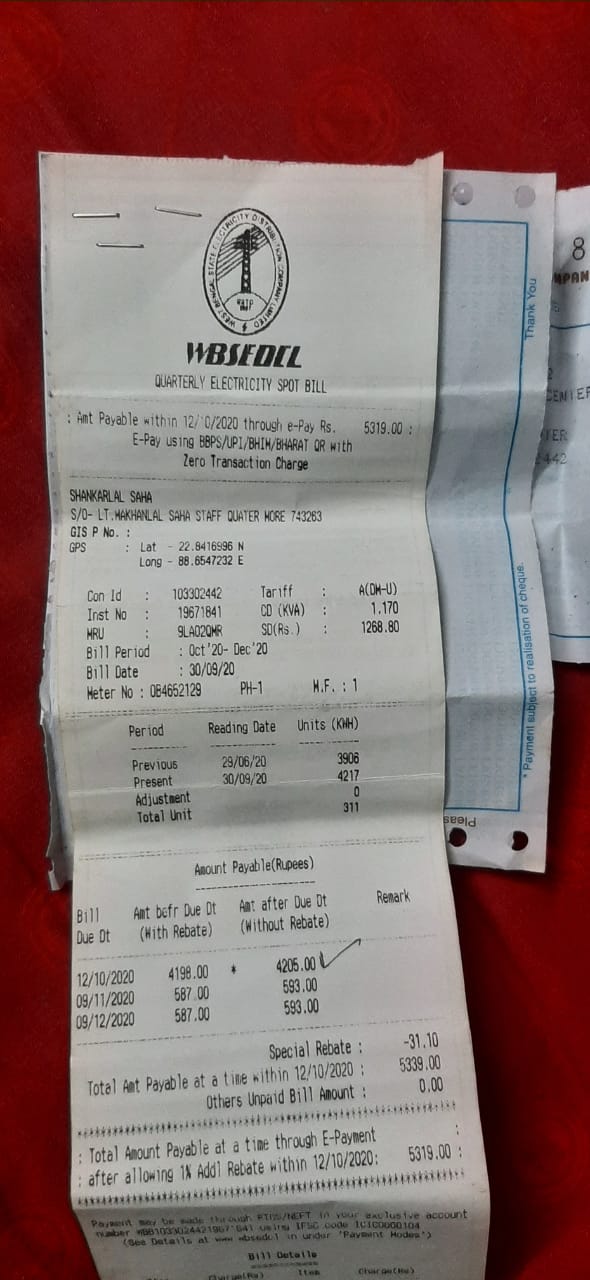 WEST BENGAL STATE ELECTRICITY DISTRIBUTION COMPANY LIMITED
WBSEDCL
QUARTERLY ELECTRICITY SPOT BILL
: Amt Payable within 12/10/2020 through e-Pay Rs. 5319.00 :
E-Pay using BBPS/UPI/BHIM/BHARAT QR with
Zero Transaction Charge
SHANKARLAL SAHA
S/O- LT.MAKHANLAL SAHA STAFF QUATER MORE 743263
GIS P No. :
GPS : Lat - 22.8416996 N
Long - 88.6547232 E
Con Id : 103302442 Tariff : A(DM-U)
Inst No : 19671841 CD (KVA) : 1.170
MRU : 9LA02QMR SD(Rs.) : 1268.80
Bill Period : Oct'20- Dec'20
Bill Date : 30/09/20
Meter No : OB4652129 PH-1 M.F. : 1
Period Reading Date Units (KWH)
Previous 29/06/20 3906
Present 30/09/20 4217
Adjustment 0
Total Unit 311
Amount Payable(Rupees)
Bill Amt befr Due Dt Amt after Due Dt Remark
Due Dt (With Rebate) (Without Rebate)
12/10/2020 4198.00 * 4205.00
09/11/2020 587.00 593.00
09/12/2020 587.00 593.00
Special Rebate : -31.10
Total Amt Payable at a time within 12/10/2020 : 5339.00
Others Unpaid Bill Amount : 0.00
: Total Amount Payable at a time through E-Payment :
: after allowing 1% Addl Rebate within 12/10/2020: 5319.00 :
Payment may be made through RTGS/NEFT in your exclusive account
using IFSC code ICIC0000104
(See Details at www.wbsedcl.in under 'Payment Modes')
Bill Details
Charge(Rs) Item Charge(Rs)
Thank You
* Payment subject to realisation of cheque.
Pleas
8
MPAN
2
CENTER
TER
2442